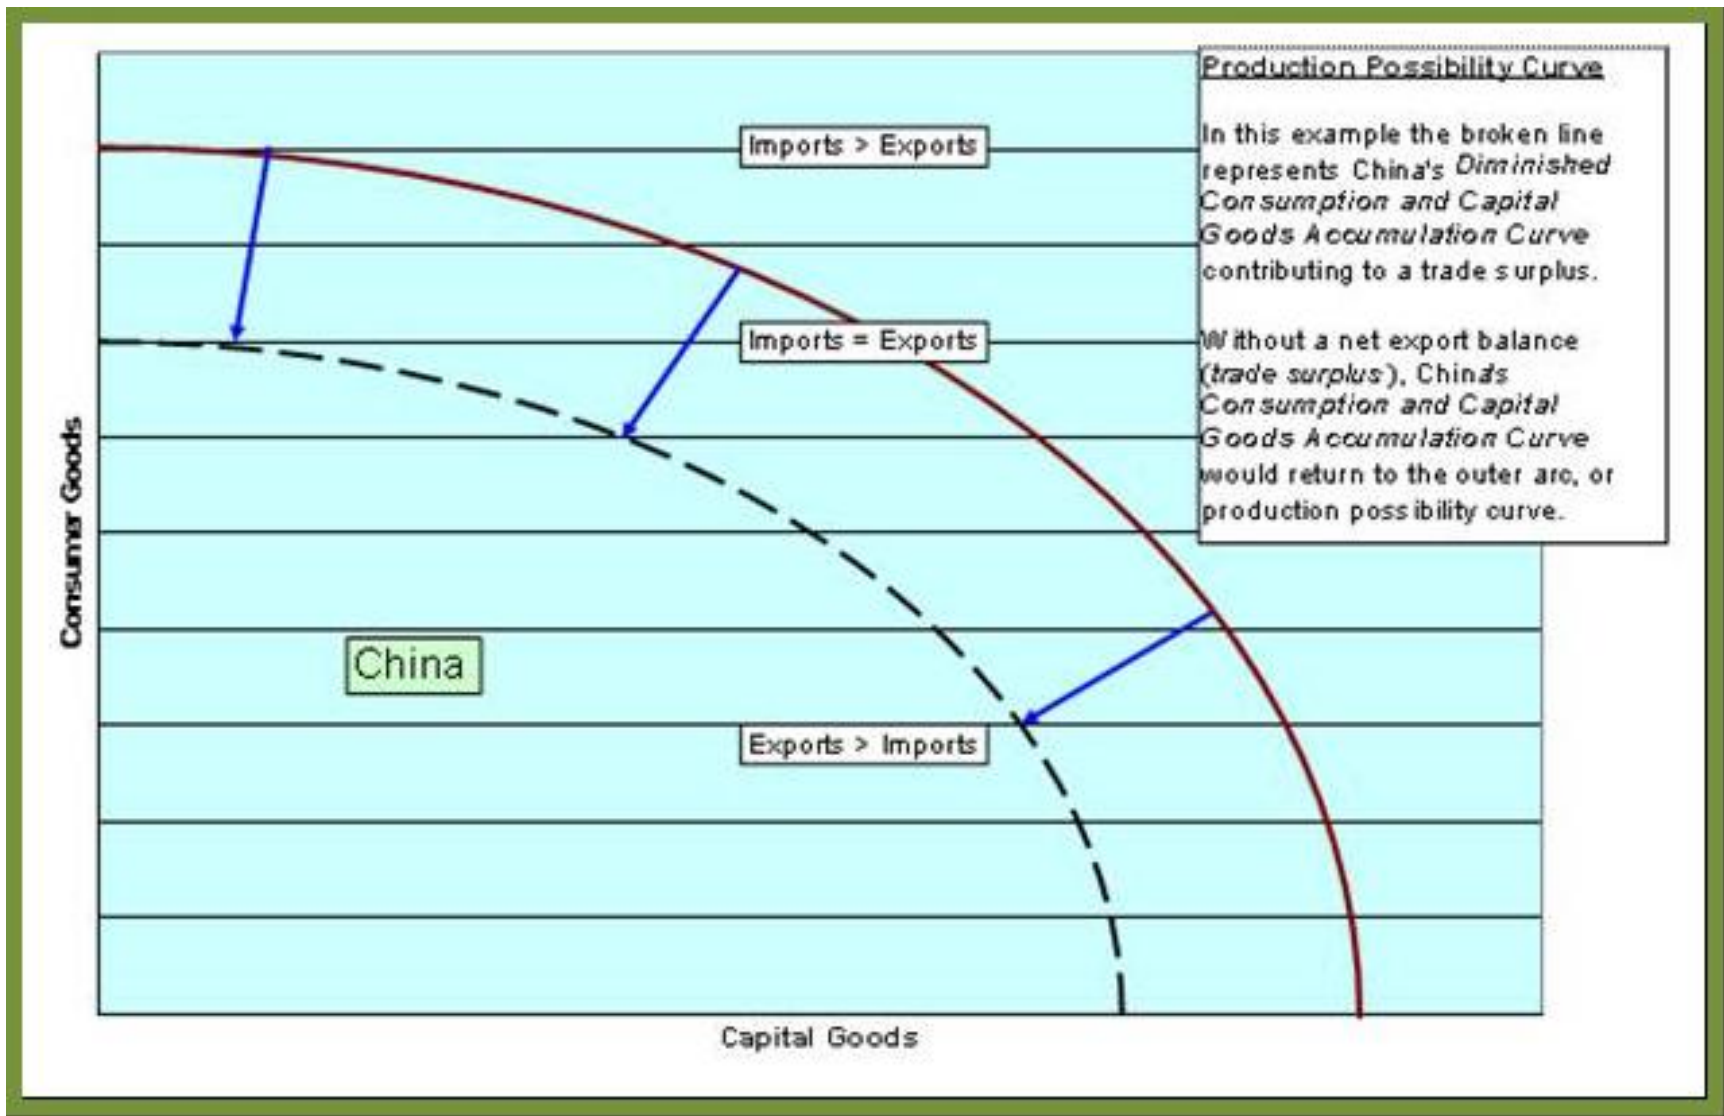 Production Possibility Curve
In this example the broken line
represents China's Diminished
Consumption and Capital
Goods Accumulation Curve
contributing to a trade surplus.
Without a net export balance
(trade surplus), China's
Consumption and Capital
Goods Accumulation Curve
would return to the outer arc, or
production possibility curve.
Imports > Exports
Imports = Exports
Exports > Imports
China
Consumer Goods
Capital Goods